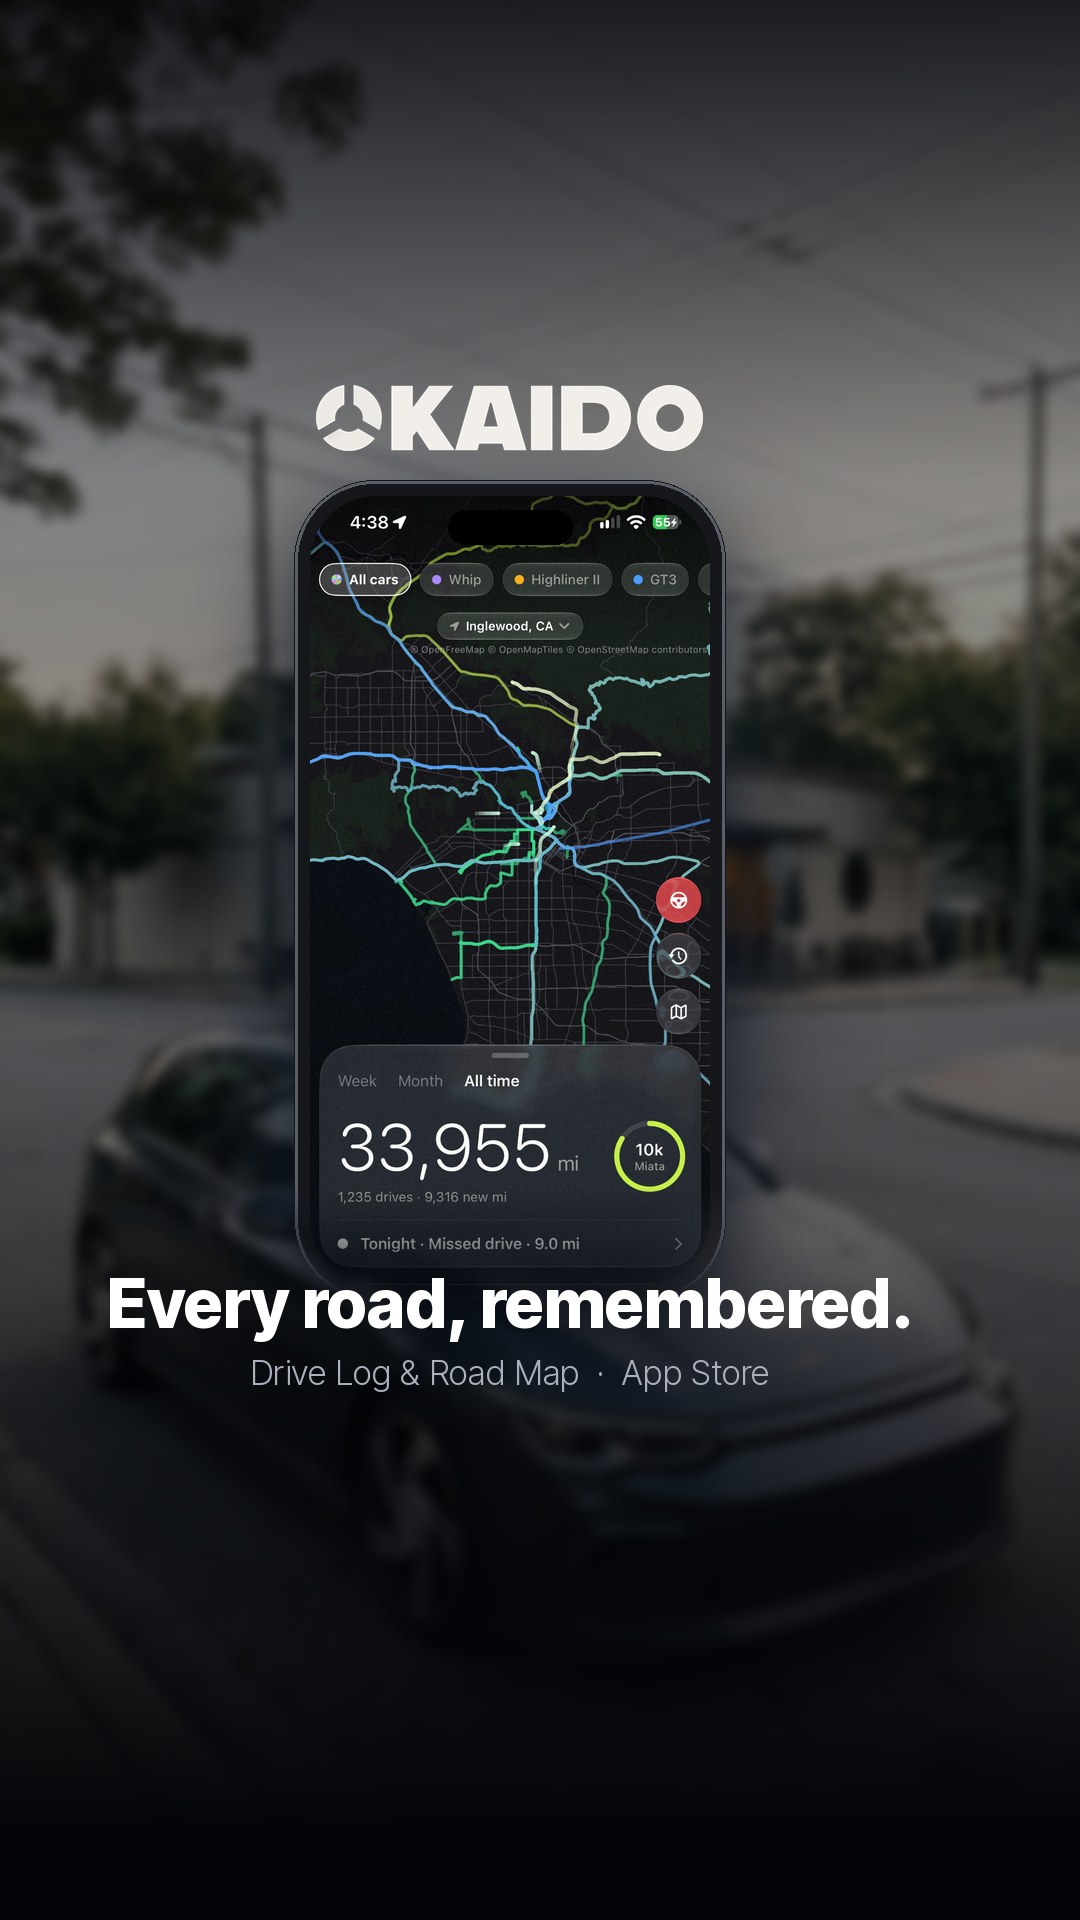 KAIDO
4:38
55
All cars
Whip
Highliner II
GT3
Inglewood, CA
© OpenFreeMap © OpenMapTiles © OpenStreetMap contributors
Week
Month
All time
33,955 mi
10k
Miata
1,235 drives · 9,316 new mi
Tonight · Missed drive · 9.0 mi
Every road, remembered.
Drive Log & Road Map · App Store